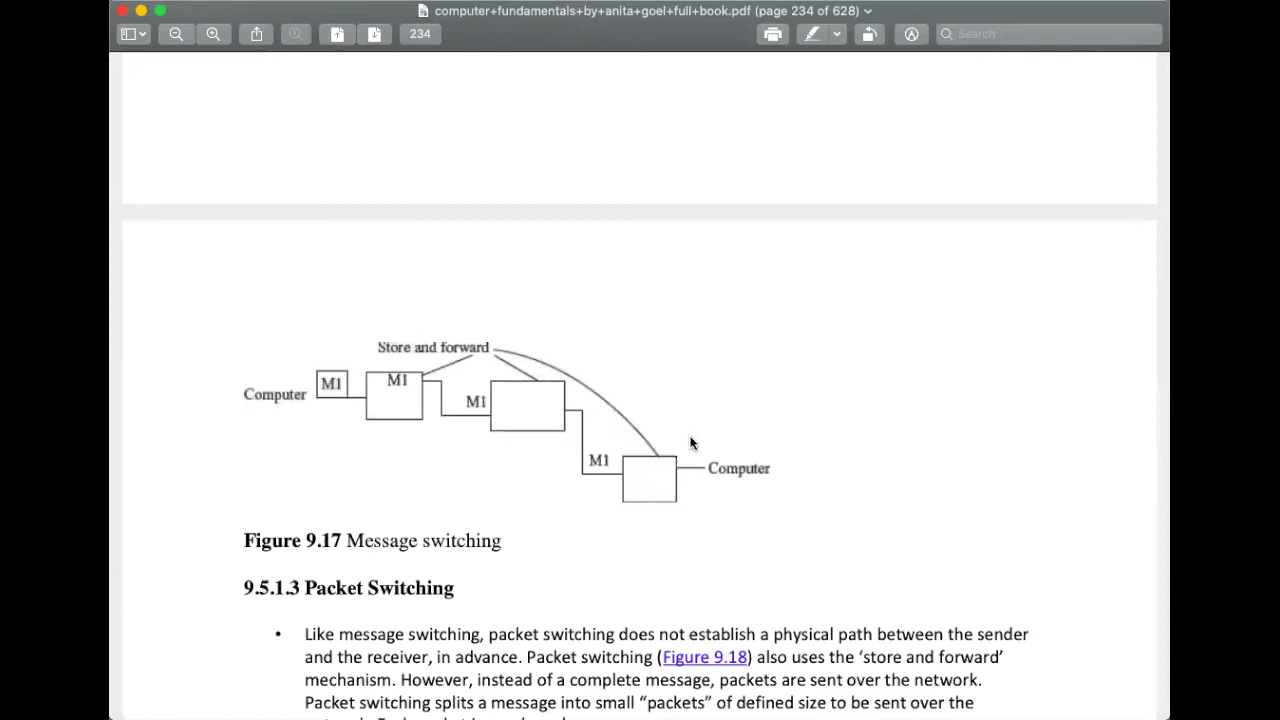 computer+fundamentals+by+anita+goel+full+book.pdf (page 234 of 628)
234
Search
Store and forward
Computer M1 M1
M1
M1
Computer
Figure 9.17 Message switching
9.5.1.3 Packet Switching
• Like message switching, packet switching does not establish a physical path between the sender
and the receiver, in advance. Packet switching (Figure 9.18) also uses the ‘store and forward’
mechanism. However, instead of a complete message, packets are sent over the network.
Packet switching splits a message into small “packets” of defined size to be sent over the